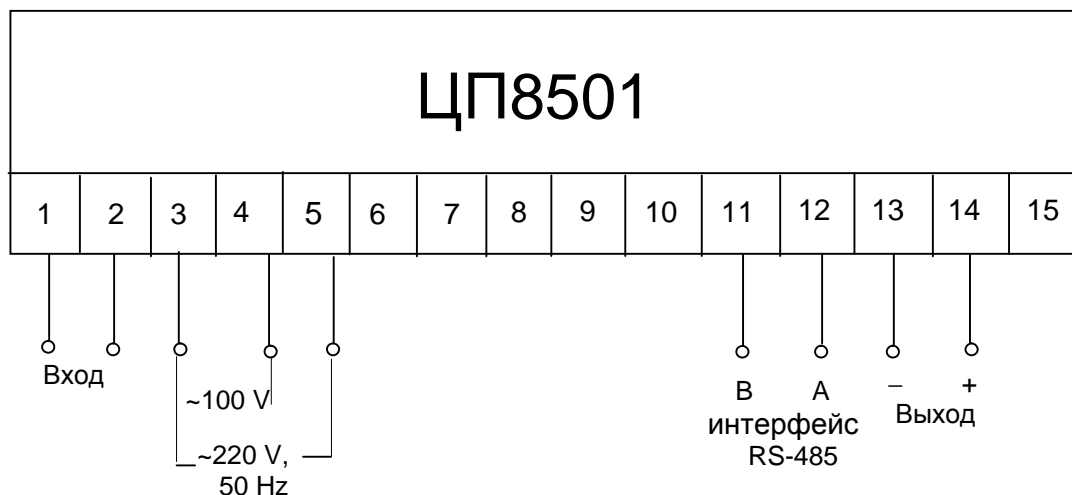 ЦП8501
1 2 3 4 5 6 7 8 9 10 11 12 13 14 15
Вход
~100 V
~220 V,
50 Hz
B A
интерфейс
RS-485
– +
Выход